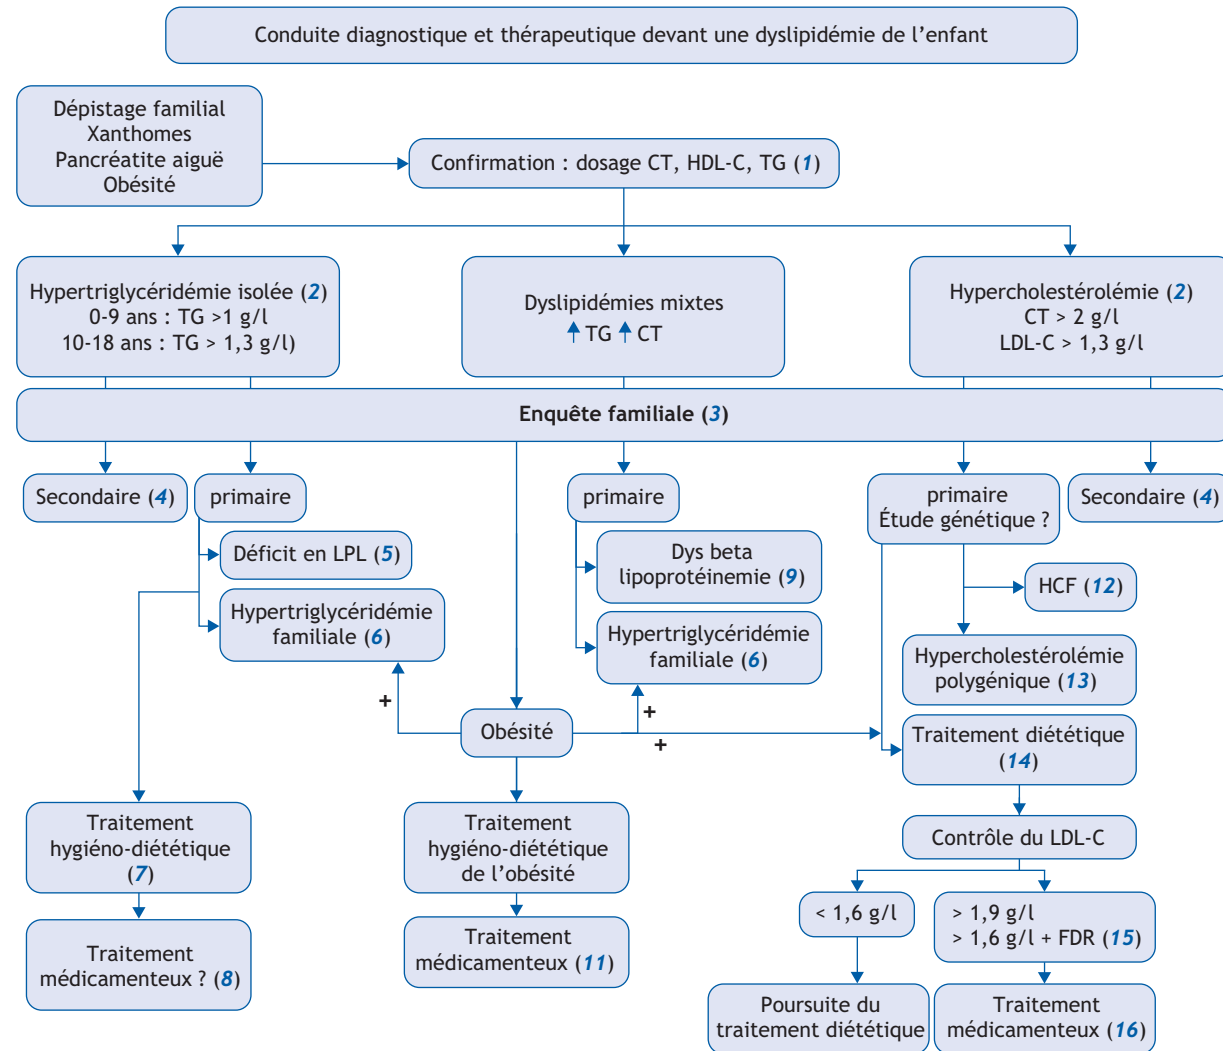 Conduite diagnostique et thérapeutique devant une dyslipidémie de l’enfant
Dépistage familial
Xanthomes
Pancréatite aiguë
Obésité
Confirmation : dosage CT, HDL-C, TG (1)
Hypertriglycéridémie isolée (2)
0-9 ans : TG >1 g/l
10-18 ans : TG > 1,3 g/l)
Dyslipidémies mixtes
TG CT
Hypercholestérolémie (2)
CT > 2 g/l
LDL-C > 1,3 g/l
Enquête familiale (3)
Secondaire (4)
primaire
primaire
primaire
Étude génétique ?
Secondaire (4)
Déficit en LPL (5)
Hypertriglycéridémie
familiale (6)
Dys beta
lipoprotéinemie (9)
Hypertriglycéridémie
familiale (6)
HCF (12)
Hypercholestérolémie
polygénique (13)
+
+
+
Obésité
Traitement diététique
(14)
Traitement
hygiéno-diététique
(7)
Traitement
hygiéno-diététique
de l’obésité
Contrôle du LDL-C
< 1,6 g/l
> 1,9 g/l
> 1,6 g/l + FDR (15)
Traitement
médicamenteux ? (8)
Traitement
médicamenteux (11)
Poursuite du
traitement diététique
Traitement
médicamenteux (16)